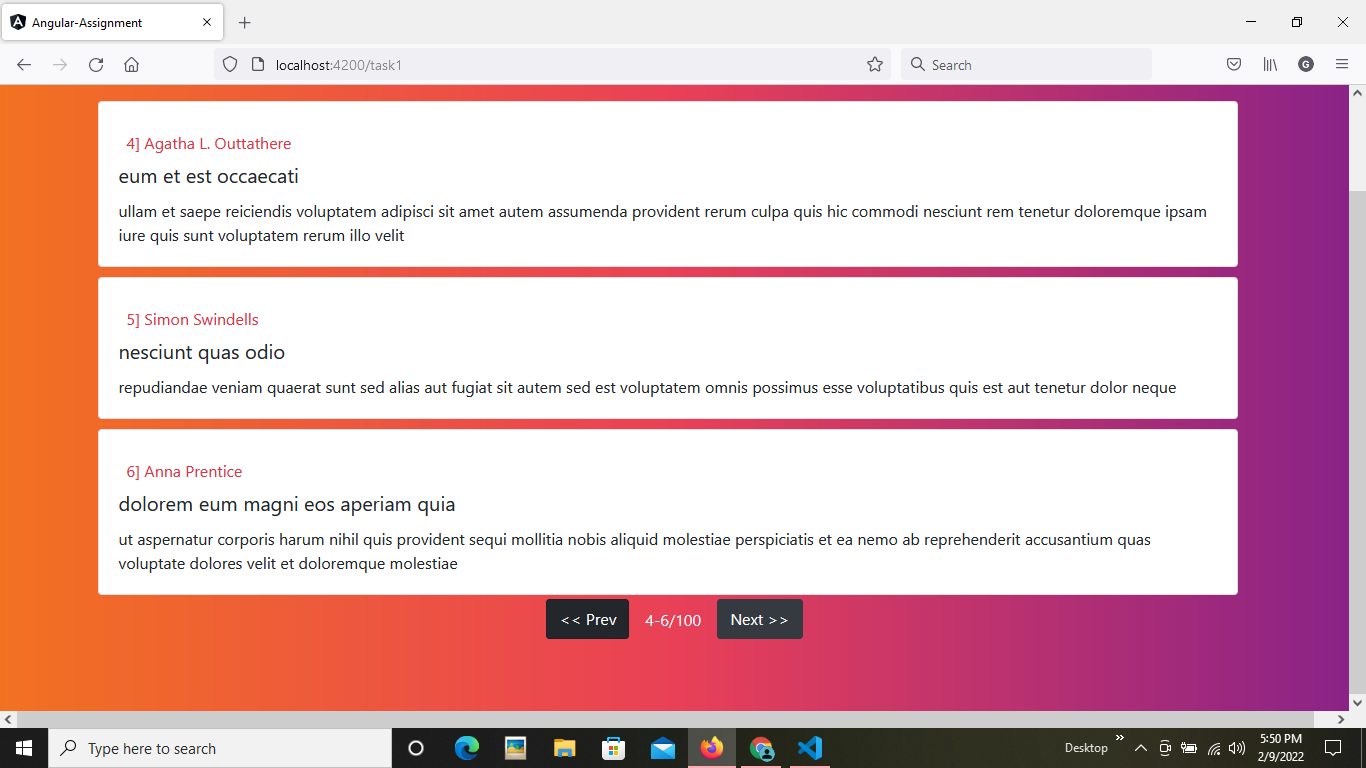 Angular-Assignment
localhost:4200/task1
Search
G
4] Agatha L. Outtathere
eum et est occaecati
ullam et saepe reiciendis voluptatem adipisci sit amet autem assumenda provident rerum culpa quis hic commodi nesciunt rem tenetur doloremque ipsam
iure quis sunt voluptatem rerum illo velit
5] Simon Swindells
nesciunt quas odio
repudiandae veniam quaerat sunt sed alias aut fugiat sit autem sed est voluptatem omnis possimus esse voluptatibus quis est aut tenetur dolor neque
6] Anna Prentice
dolorem eum magni eos aperiam quia
ut aspernatur corporis harum nihil quis provident sequi mollitia nobis aliquid molestiae perspiciatis et ea nemo ab reprehenderit accusantium quas
voluptate dolores velit et doloremque molestiae
<< Prev 4-6/100 Next >>
Type here to search
Desktop
5:50 PM
2/9/2022